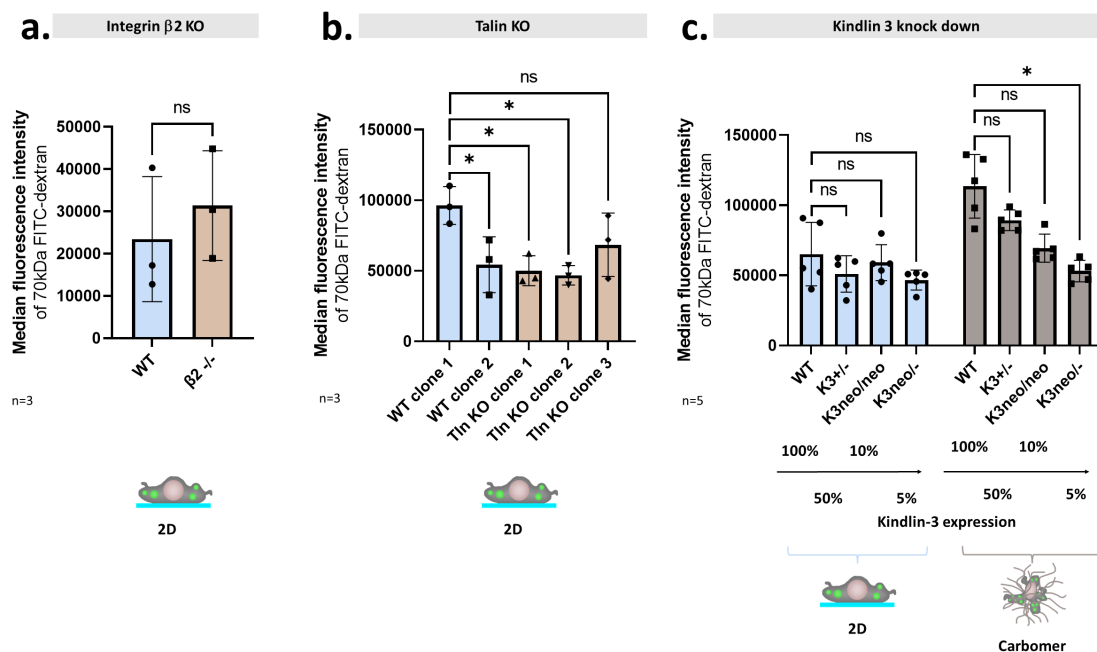 a.
Integrin β2 KO
Median fluorescence intensity
of 70kDa FITC-dextran
50000
40000
30000
20000
10000
0
ns
WT
β2 -/-
n=3
2D
b.
Talin KO
Median fluorescence intensity
of 70kDa FITC-dextran
150000
100000
50000
0
ns
*
*
*
WT clone 1
WT clone 2
Tln KO clone 1
Tln KO clone 2
Tln KO clone 3
n=3
2D
c.
Kindlin 3 knock down
Median fluorescence intensity
of 70kDa FITC-dextran
150000
100000
50000
0
ns
ns
ns
*
ns
ns
WT
K3+/-
K3neo/neo
K3neo/-
WT
K3+/-
K3neo/neo
K3neo/-
n=5
100%
10%
50%
5%
100%
10%
50%
5%
Kindlin-3 expression
2D
Carbomer